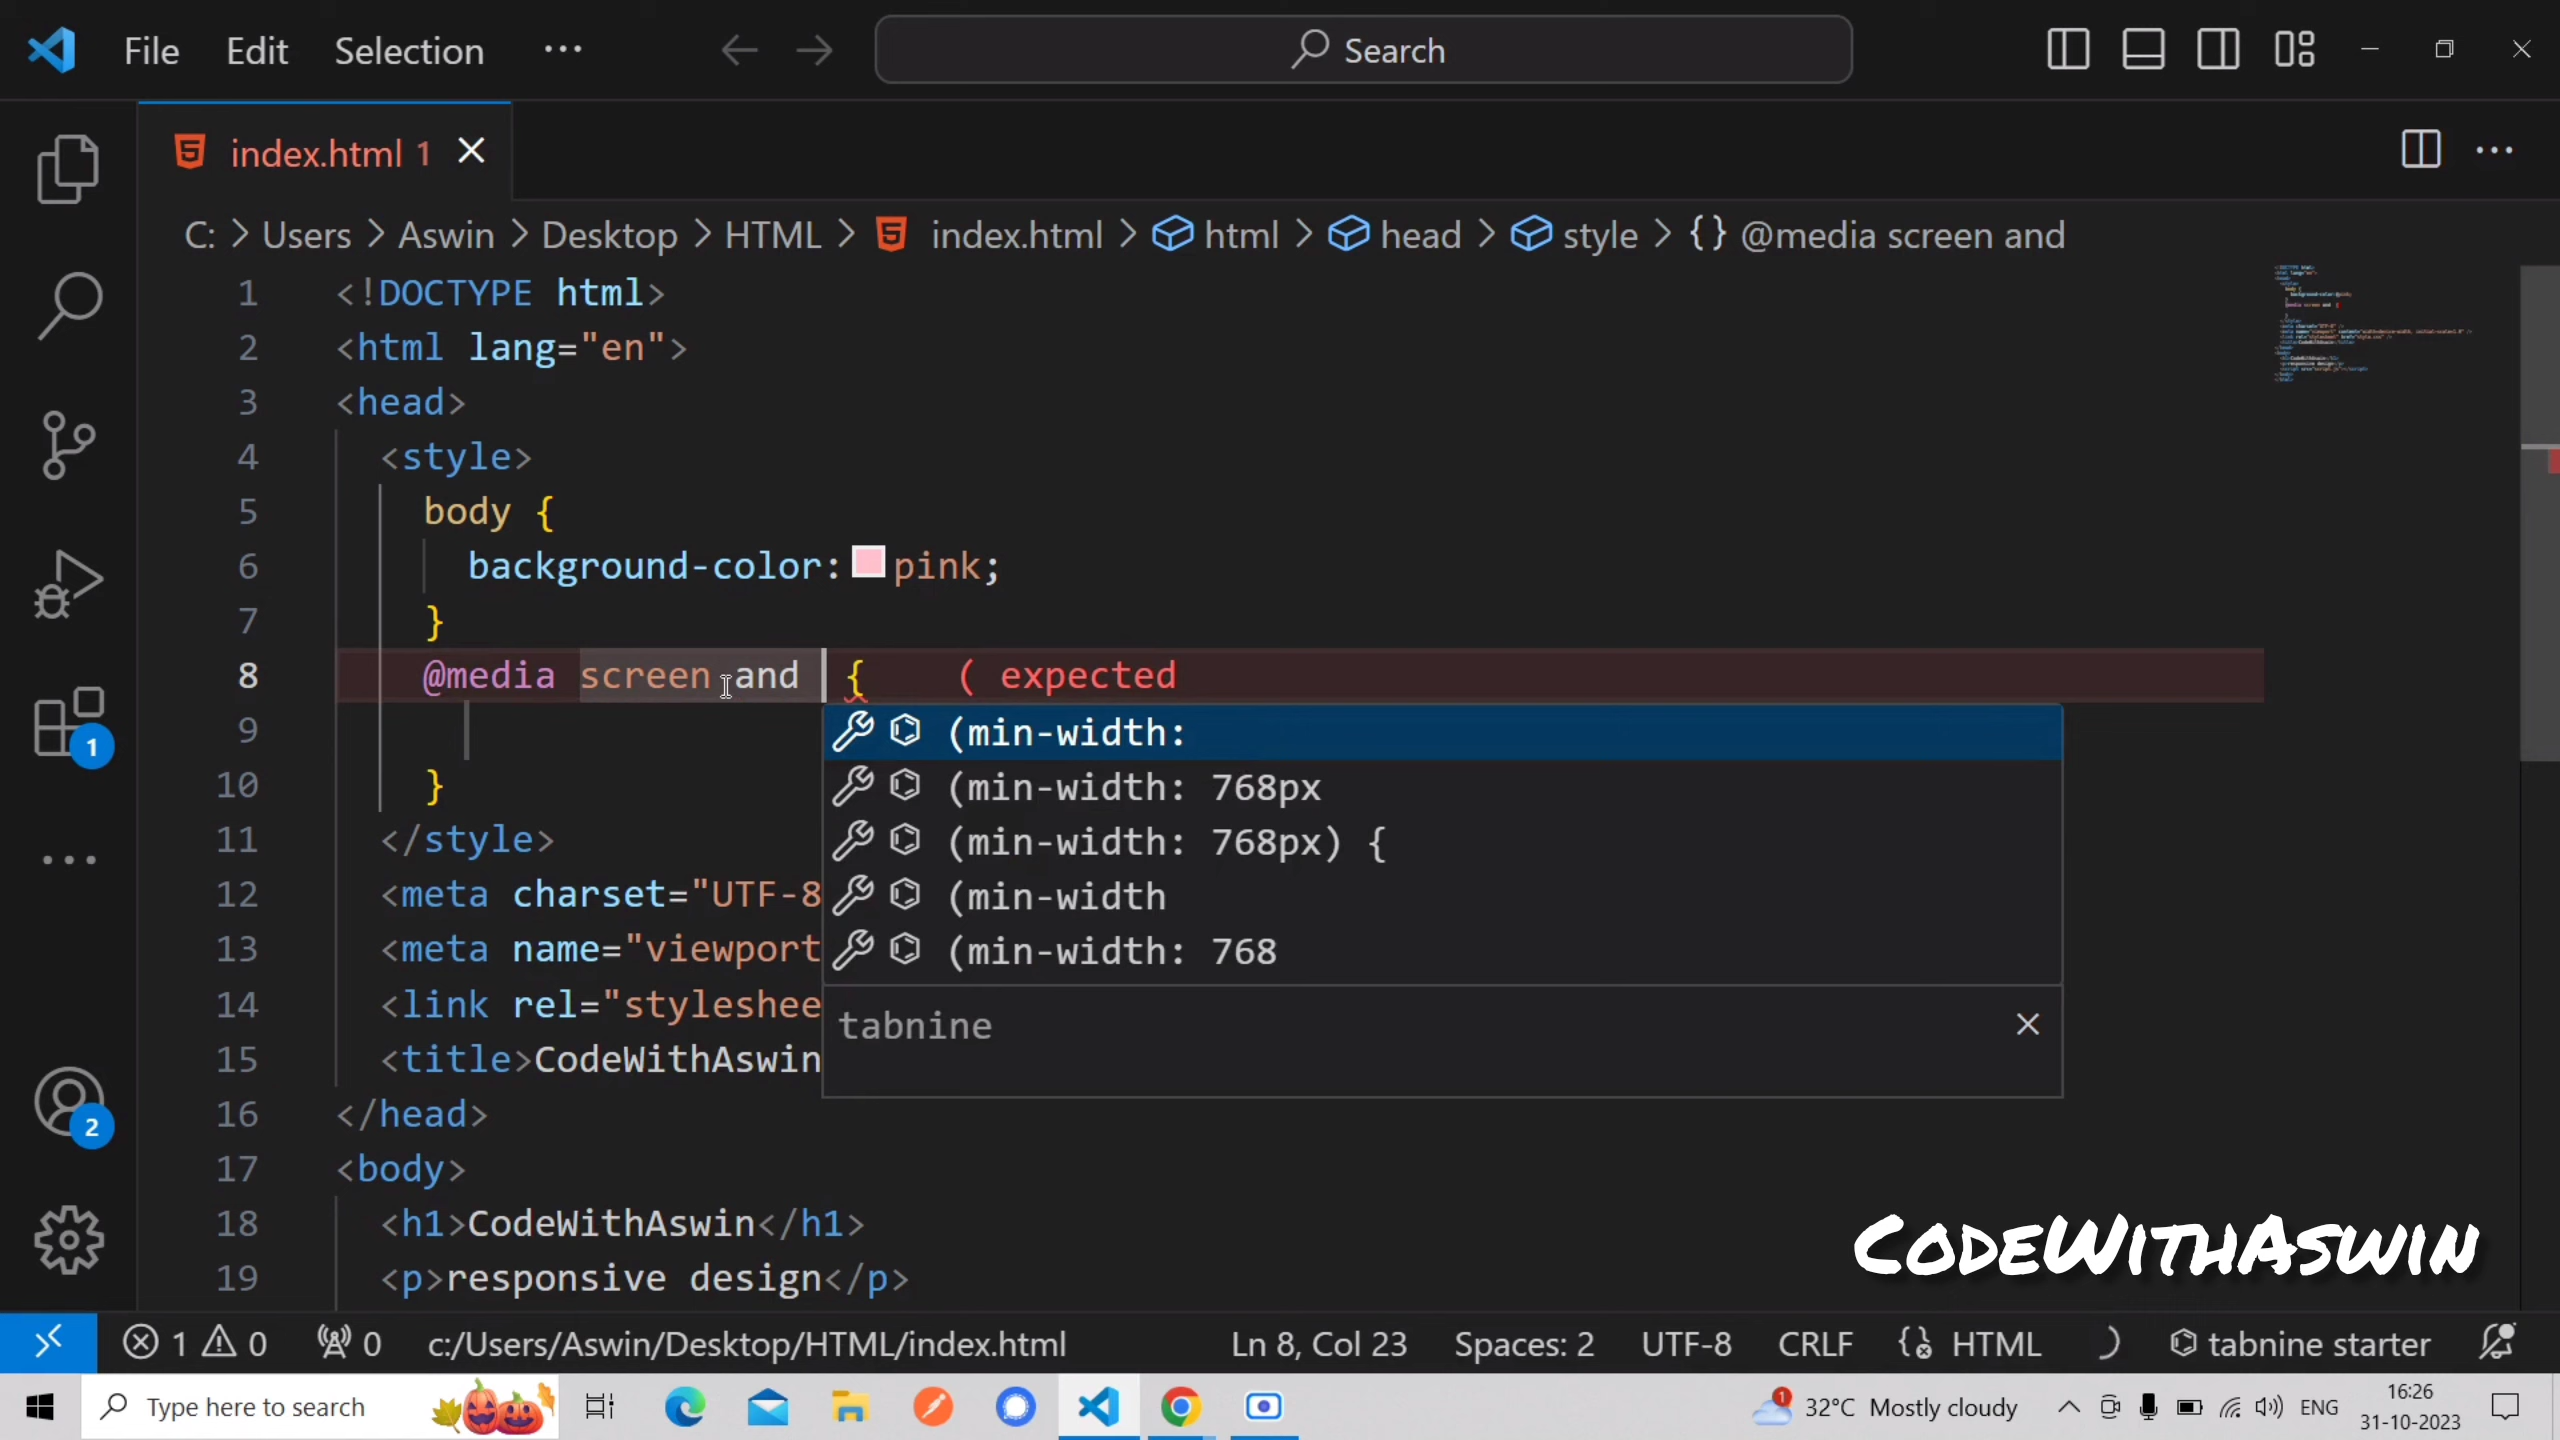 File Edit Selection ··· Search
index.html 1
C: > Users > Aswin > Desktop > HTML > index.html > html > head > style > {} @media screen and
1 <!DOCTYPE html>
2 <html lang="en">
3 <head>
4 <style>
5 body {
6 background-color: pink;
7 }
8 @media screen and { ( expected
9
10 }
11 </style>
12 <meta charset="UTF-8
13 <meta name="viewport
14 <link rel="styleshee
15 <title>CodeWithAswin
16 </head>
17 <body>
18 <h1>CodeWithAswin</h1>
19 <p>responsive design</p>
(min-width:
(min-width: 768px
(min-width: 768px) {
(min-width
(min-width: 768
tabnine
1
2
CodeWithAswin
1 0 0 c:/Users/Aswin/Desktop/HTML/index.html Ln 8, Col 23 Spaces: 2 UTF-8 CRLF HTML tabnine starter
Type here to search 1 32°C Mostly cloudy ENG 16:26
31-10-2023